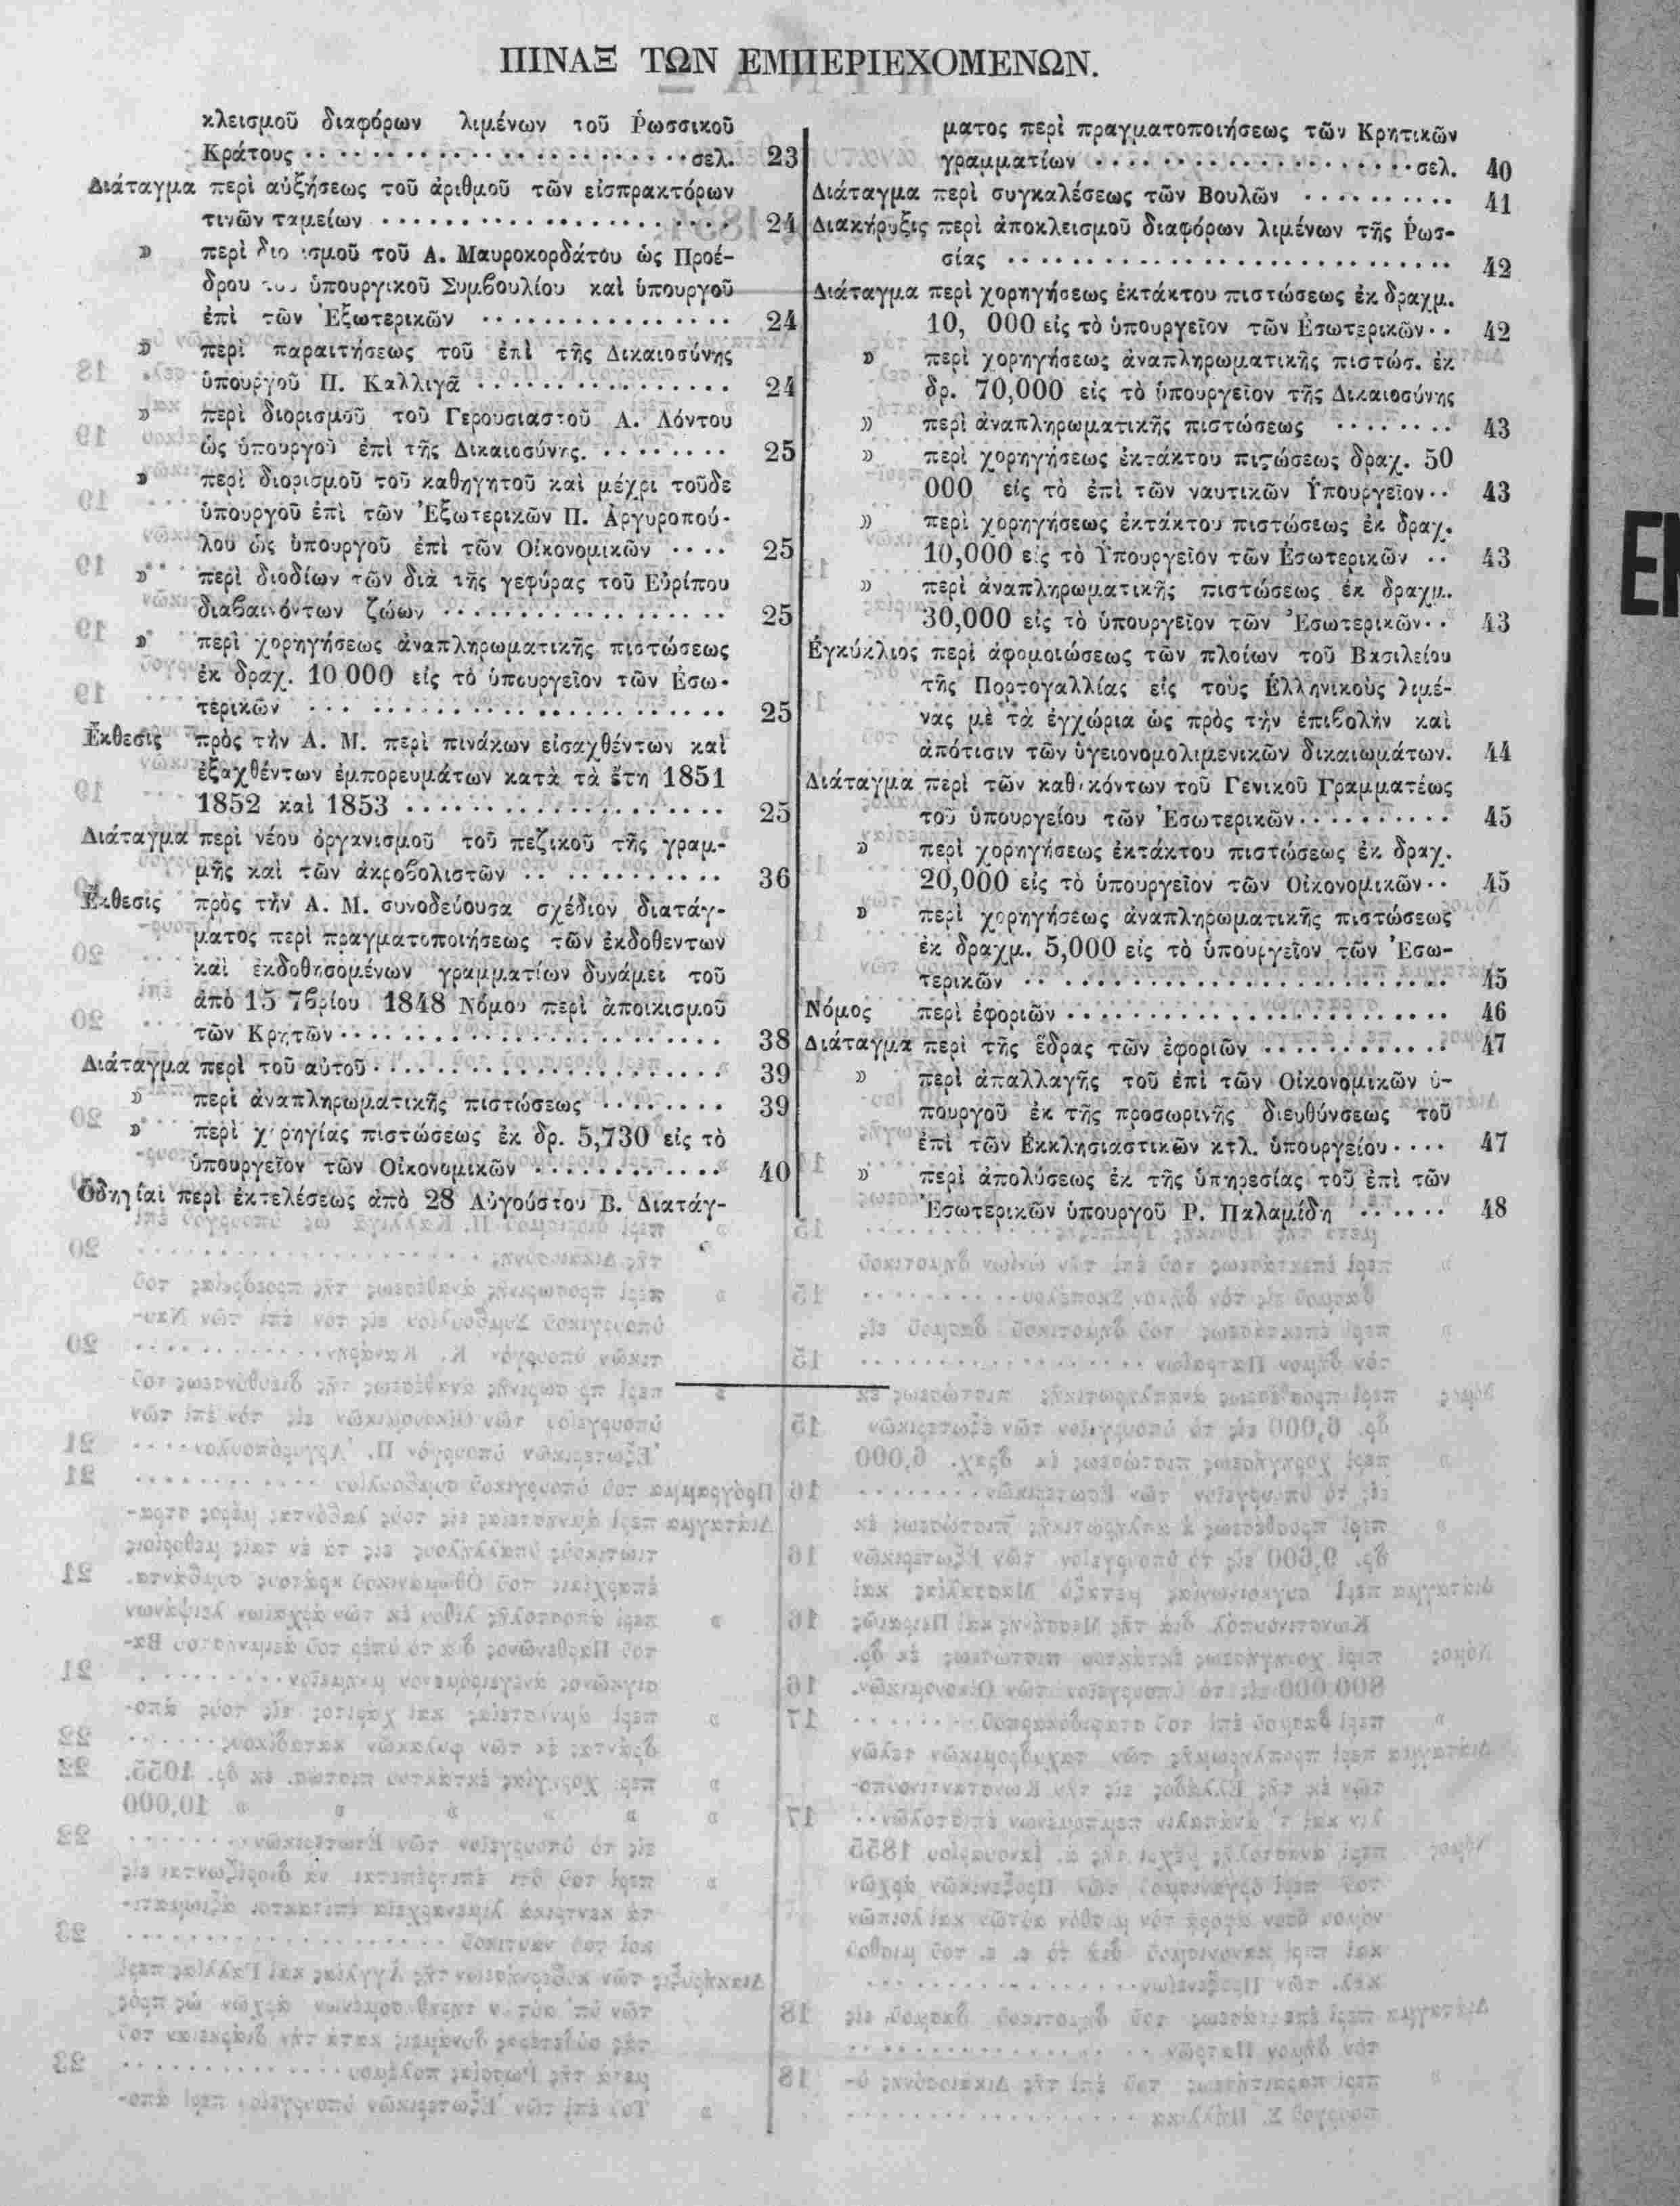 ΠΙΝΑΞ ΤΩΝ ΕΜΠΕΡΙΕΧΟΜΕΝΩΝ.
κλεισμοῦ διαφόρων λιμένων τοῦ Ῥωσσικοῦ
Κράτους . . . . . . . . . . . . . . . . . . . . . σελ. 23
Διάταγμα περὶ αὐξήσεως τοῦ ἀριθμοῦ τῶν εἰσπρακτόρων
τινῶν ταμείων . . . . . . . . . . . . . . . . . . . 24
» περὶ τοῦ Α. Μαυροκορδάτου ὡς Προέ-
δρου ὑπουργικοῦ Συμβουλίου καὶ ὑπουργοῦ
ἐπὶ τῶν Ἐξωτερικῶν . . . . . . . . . . . . . . 24
» περὶ παραιτήσεως τοῦ ἐπὶ τῆς Δικαιοσύνης
ὑπουργοῦ Π. Καλλιγᾶ . . . . . . . . . . . . . . 24
» περὶ διορισμοῦ τοῦ Γερουσιαστοῦ Α. Λόντου
ὡς ὑπουργοῦ ἐπὶ τῆς Δικαιοσύνης. . . . . . . . . 25
» περὶ διορισμοῦ τοῦ καθηγητοῦ καὶ μέχρι τοῦδε
ὑπουργοῦ ἐπὶ τῶν Ἐξωτερικῶν Π. Ἀργυροπού-
λου ὡς ὑπουργοῦ ἐπὶ τῶν Οἰκονομικῶν . . . . 25
» περὶ διοδίων τῶν διὰ τῆς γεφύρας τοῦ Εὐρίπου
διαβαινόντων ζώων . . . . . . . . . . . . . . . . 25
» περὶ χορηγήσεως ἀναπληρωματικῆς πιστώσεως
ἐκ δραχ. 10 000 εἰς τὸ ὑπουργεῖον τῶν Ἐσω-
τερικῶν . . . . . . . . . . . . . . . . . . . . . . 25
Ἔκθεσις πρὸς τὴν Α. Μ. περὶ πινάκων εἰσαχθέντων καὶ
ἐξαχθέντων ἐμπορευμάτων κατὰ τὰ ἔτη 1851
1852 καὶ 1853 . . . . . . . . . . . . . . . . . . 25
Διάταγμα περὶ νέου ὀργανισμοῦ τοῦ πεζικοῦ τῆς γραμ-
μῆς καὶ τῶν ἀκροβολιστῶν . . . . . . . . . . . . 36
Ἔκθεσις πρὸς τὴν Α. Μ. συνοδεύουσα σχέδιον διατάγ-
ματος περὶ πραγματοποιήσεως τῶν ἐκδοθεντων
καὶ ἐκδοθησομένων γραμματίων δυνάμει τοῦ
ἀπὸ 15 7βρίου 1848 Νόμου περὶ ἀποικισμοῦ
τῶν Κρητῶν . . . . . . . . . . . . . . . . . . . . 38
Διάταγμα περὶ τοῦ αὐτοῦ . . . . . . . . . . . . . . . . . . . 39
» περὶ ἀναπληρωματικῆς πιστώσεως . . . . . . . . 39
» περὶ χορηγίας πιστώσεως ἐκ δρ. 5,730 εἰς τὸ
ὑπουργεῖον τῶν Οἰκονομικῶν . . . . . . . . . . . 40
Ὁδηγίαι περὶ ἐκτελέσεως ἀπὸ 28 Αὐγούστου Β. Διατάγ-
ματος περὶ πραγματοποιήσεως τῶν Κρητικῶν
γραμματίων . . . . . . . . . . . . . . . . . . σελ. 40
Διάταγμα περὶ συγκαλέσεως τῶν Βουλῶν . . . . . . . . . . 41
Διακήρυξις περὶ ἀποκλεισμοῦ διαφόρων λιμένων τῆς Ῥωσ-
σίας . . . . . . . . . . . . . . . . . . . . . . . . 42
Διάταγμα περὶ χορηγήσεως ἐκτάκτου πιστώσεως ἐκ δραχμ.
10, 000 εἰς τὸ ὑπουργεῖον τῶν Ἐσωτερικῶν . . 42
» περὶ χορηγήσεως ἀναπληρωματικῆς πιστώσ. ἐκ
δρ. 70,000 εἰς τὸ ὑπουργεῖον τῆς Δικαιοσύνης
» περὶ ἀναπληρωματικῆς πιστώσεως . . . . . . . . 43
» περὶ χορηγήσεως ἐκτάκτου πιστώσεως δραχ. 50
000 εἰς τὸ ἐπὶ τῶν ναυτικῶν Ὑπουργεῖον . . 43
» περὶ χορηγήσεως ἐκτάκτου πιστώσεως ἐκ δραχ.
10,000 εἰς τὸ Ὑπουργεῖον τῶν Ἐσωτερικῶν . . 43
» περὶ ἀναπληρωματικῆς πιστώσεως ἐκ δραχμ.
30,000 εἰς τὸ ὑπουργεῖον τῶν Ἐσωτερικῶν . . 43
Ἐγκύκλιος περὶ ἀφομοιώσεως τῶν πλοίων τοῦ Βασιλείου
τῆς Πορτογαλλίας εἰς τοὺς Ἑλληνικοὺς λιμέ-
νας μὲ τὰ ἐγχώρια ὡς πρὸς τὴν ἐπιβολὴν καὶ
ἀπότισιν τῶν ὑγειονομολιμενικῶν δικαιωμάτων. 44
Διάταγμα περὶ τῶν καθηκόντων τοῦ Γενικοῦ Γραμματέως
τοῦ ὑπουργείου τῶν Ἐσωτερικῶν . . . . . . . . . 45
» περὶ χορηγήσεως ἐκτάκτου πιστώσεως ἐκ δραχ.
20,000 εἰς τὸ ὑπουργεῖον τῶν Οἰκονομικῶν . . 45
» περὶ χορηγήσεως ἀναπληρωματικῆς πιστώσεως
ἐκ δραχμ. 5,000 εἰς τὸ ὑπουργεῖον τῶν Ἐσω-
τερικῶν . . . . . . . . . . . . . . . . . . . . . . 45
Νόμος περὶ ἐφοριῶν . . . . . . . . . . . . . . . . . . . . 46
Διάταγμα περὶ τῆς ἕδρας τῶν ἐφοριῶν . . . . . . . . . . . 47
» περὶ ἀπαλλαγῆς τοῦ ἐπὶ τῶν Οἰκονομικῶν ὑ-
πουργοῦ ἐκ τῆς προσωρινῆς διευθύνσεως τοῦ
ἐπὶ τῶν Ἐκκλησιαστικῶν κτλ. ὑπουργείου . . . . 47
» περὶ ἀπολύσεως ἐκ τῆς ὑπηρεσίας τοῦ ἐπὶ τῶν
Ἐσωτερικῶν ὑπουργοῦ Ρ. Παλαμίδη . . . . . . 48